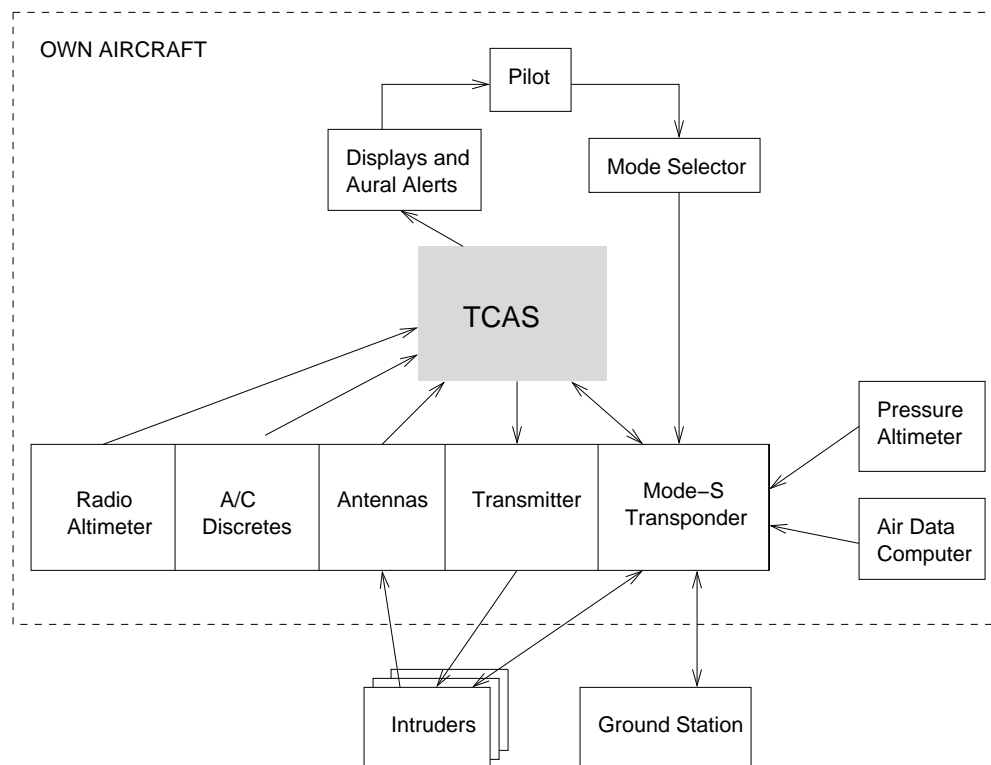 OWN AIRCRAFT
Pilot
Displays and
Aural Alerts
Mode Selector
TCAS
Pressure
Altimeter
Radio
Altimeter
A/C
Discretes
Antennas
Transmitter
Mode−S
Transponder
Air Data
Computer
Intruders
Ground Station